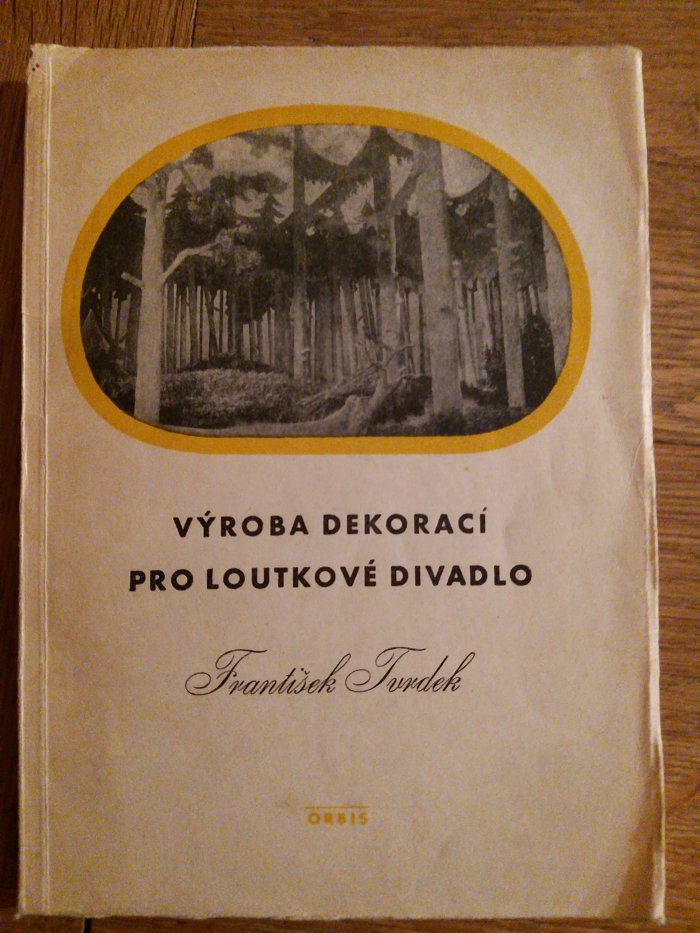 VÝROBA DEKORACÍ
PRO LOUTKOVÉ DIVADLO
František Tvrdek
ORBIS